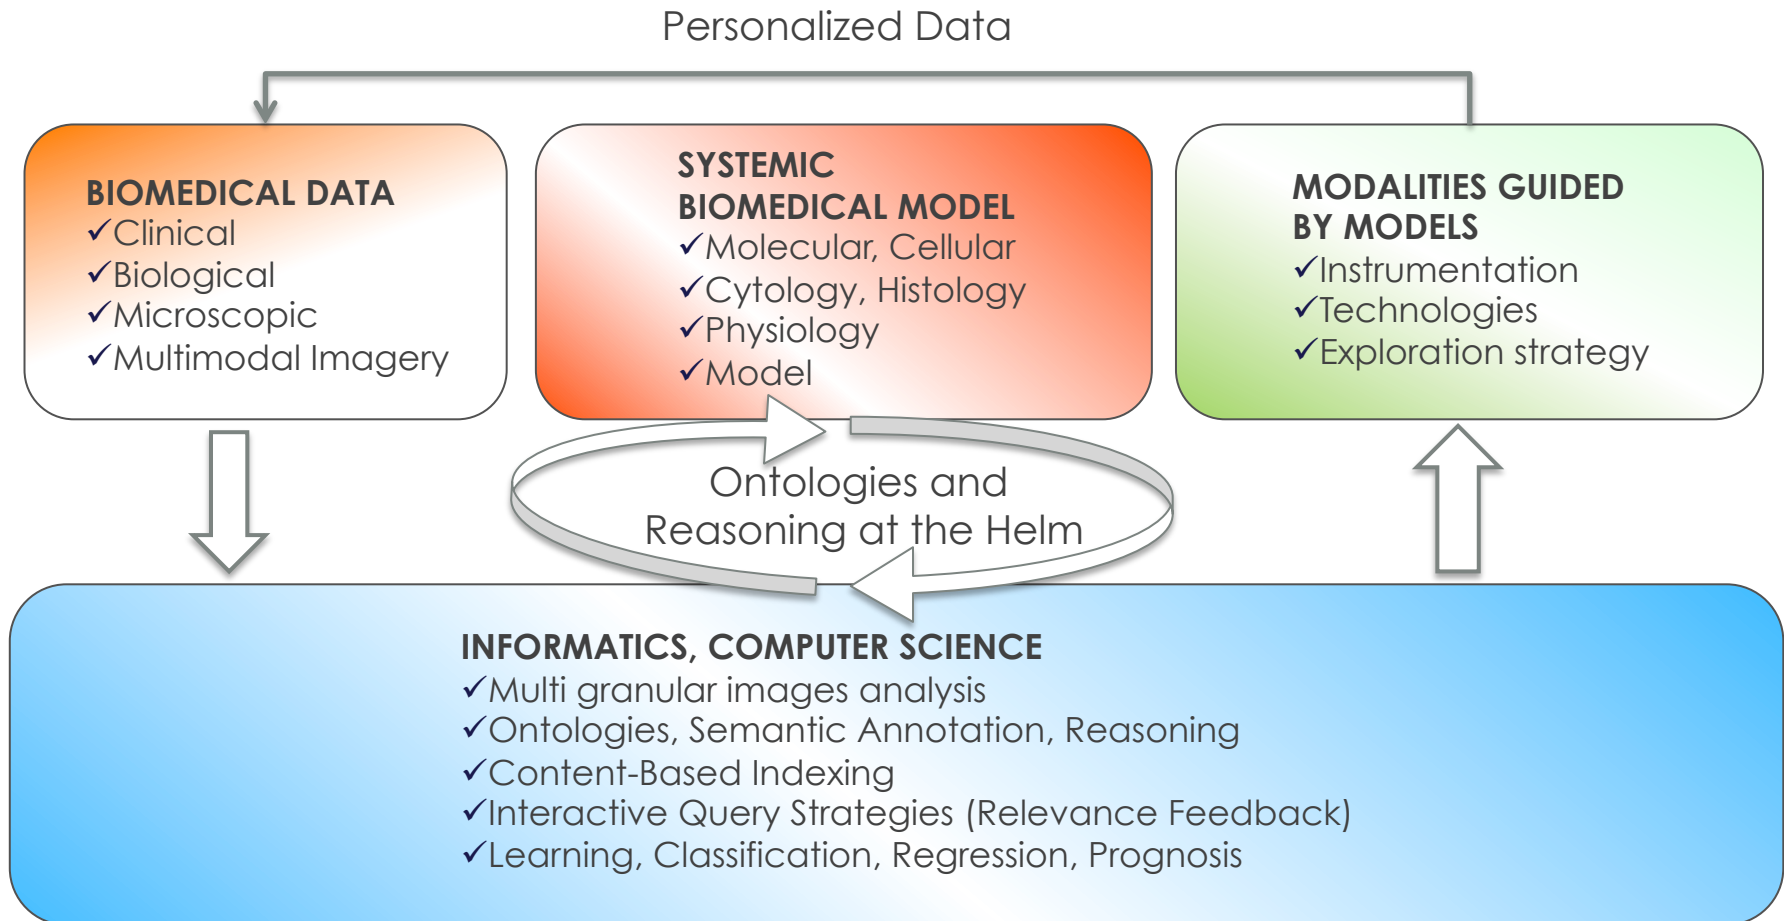 Personalized Data
BIOMEDICAL DATA
✓Clinical
✓Biological
✓Microscopic
✓Multimodal Imagery
SYSTEMIC
BIOMEDICAL MODEL
✓Molecular, Cellular
✓Cytology, Histology
✓Physiology
✓Model
MODALITIES GUIDED
BY MODELS
✓Instrumentation
✓Technologies
✓Exploration strategy
Ontologies and
Reasoning at the Helm
INFORMATICS, COMPUTER SCIENCE
✓Multi granular images analysis
✓Ontologies, Semantic Annotation, Reasoning
✓Content-Based Indexing
✓Interactive Query Strategies (Relevance Feedback)
✓Learning, Classification, Regression, Prognosis